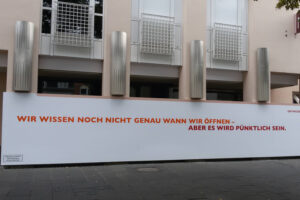 WIR WISSEN NOCH NICHT GENAU WANN WIR ÖFFNEN –
ABER ES WIRD PÜNKTLICH SEIN.